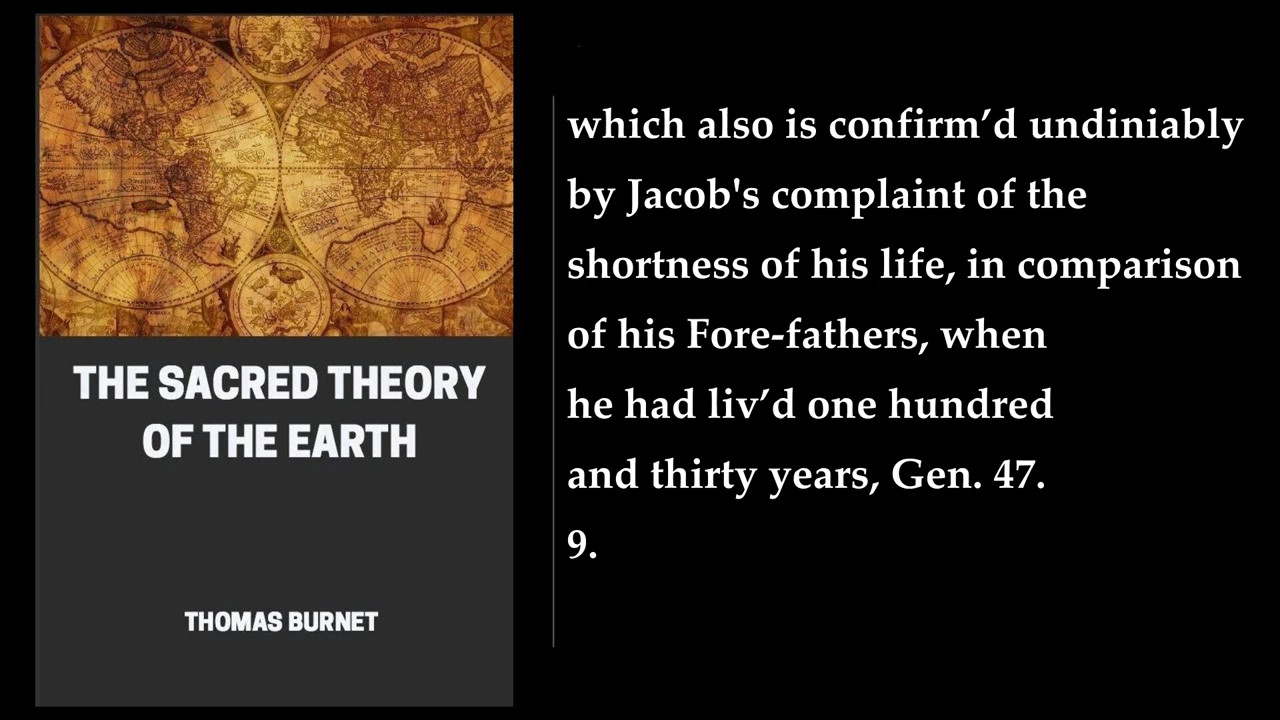 THE SACRED THEORY
OF THE EARTH
THOMAS BURNET
which also is confirm’d undiniably
by Jacob's complaint of the
shortness of his life, in comparison
of his Fore-fathers, when
he had liv’d one hundred
and thirty years, Gen. 47.
9.